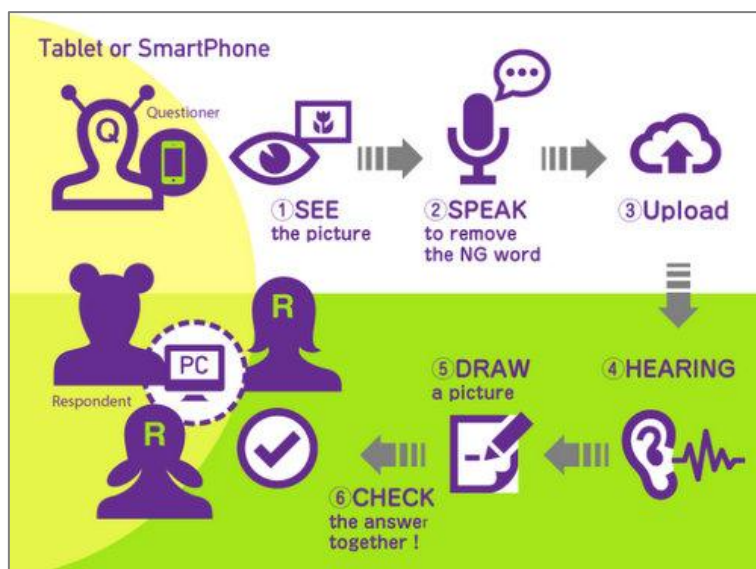 Tablet or SmartPhone
Questioner
Q
①SEE
the picture
②SPEAK
to remove
the NG word
③Upload
④HEARING
⑤DRAW
a picture
⑥CHECK
the answer
together !
R
PC
Respondent
R